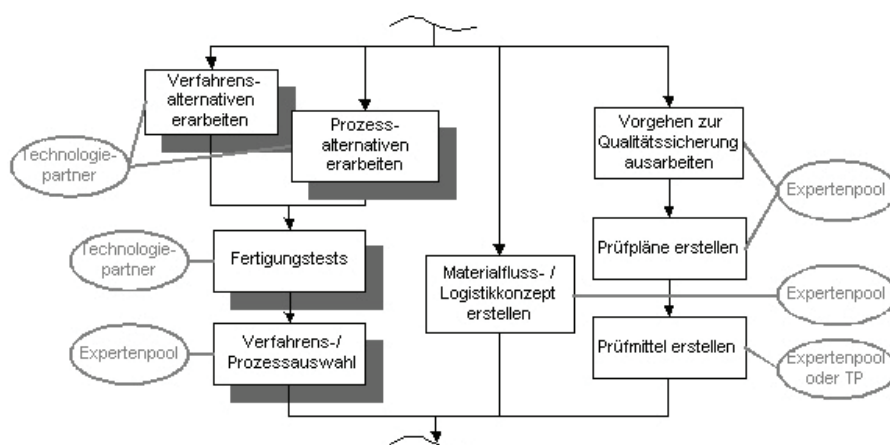 Verfahrens-
alternativen
erarbeiten
Prozess-
alternativen
erarbeiten
Technologie-
partner
Vorgehen zur
Qualitätssicherung
ausarbeiten
Expertenpool
Technologie-
partner
Fertigungstests
Prüfpläne erstellen
Materialfluss- /
Logistikkonzept
erstellen
Expertenpool
Expertenpool
Verfahrens-/
Prozessauswahl
Prüfmittel erstellen
Expertenpool
oder TP